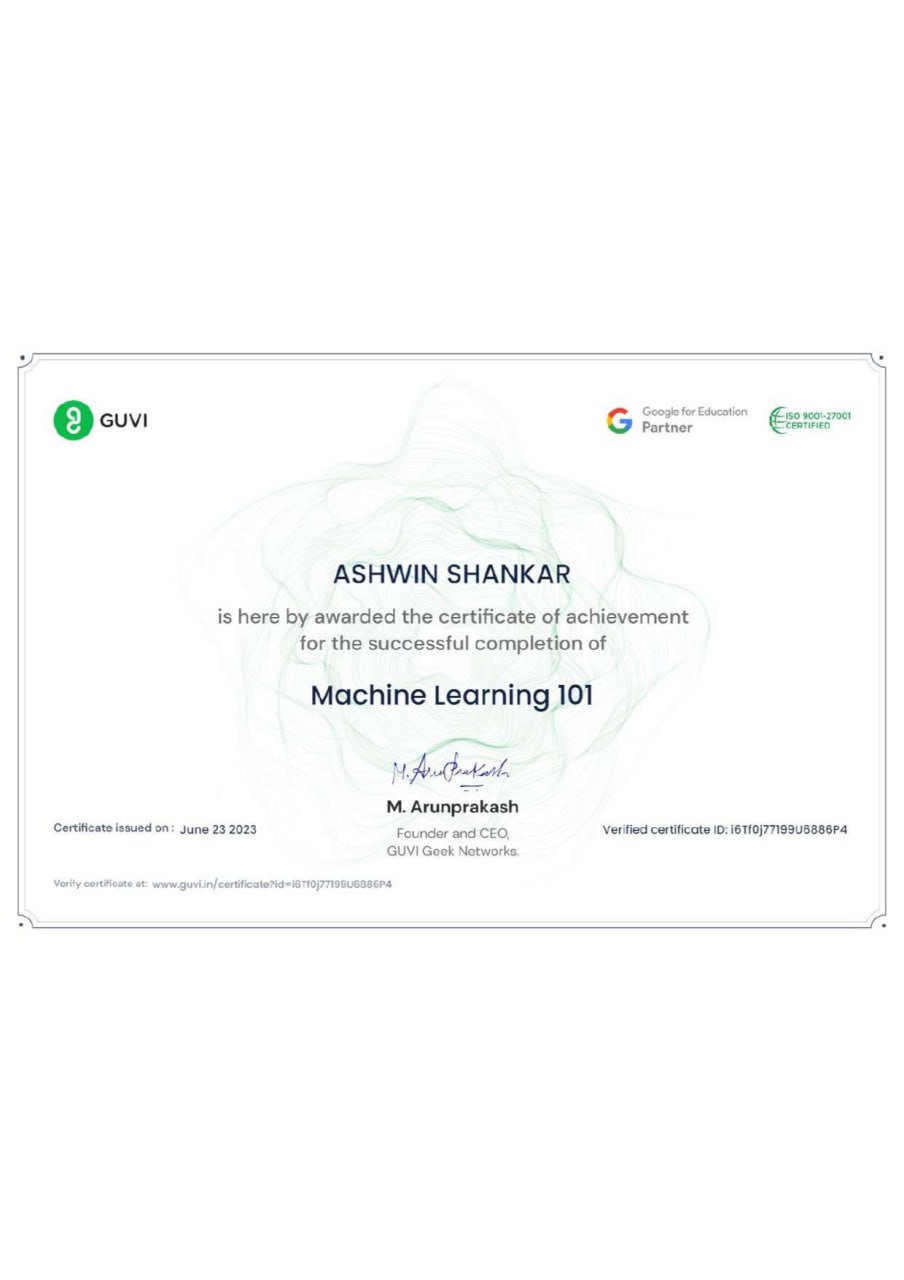 GUVI
Google for Education
Partner
ISO 9001-27001
CERTIFIED
ASHWIN SHANKAR
is here by awarded the certificate of achievement
for the successful completion of
Machine Learning 101
M. Arunprakash
M. Arunprakash
Founder and CEO,
GUVI Geek Networks.
Certificate issued on : June 23 2023
Verified certificate ID: i6Tf0j77199U6886P4
Verify certificate at: www.guvi.in/certificate?id=i6Tf0j77199U6886P4